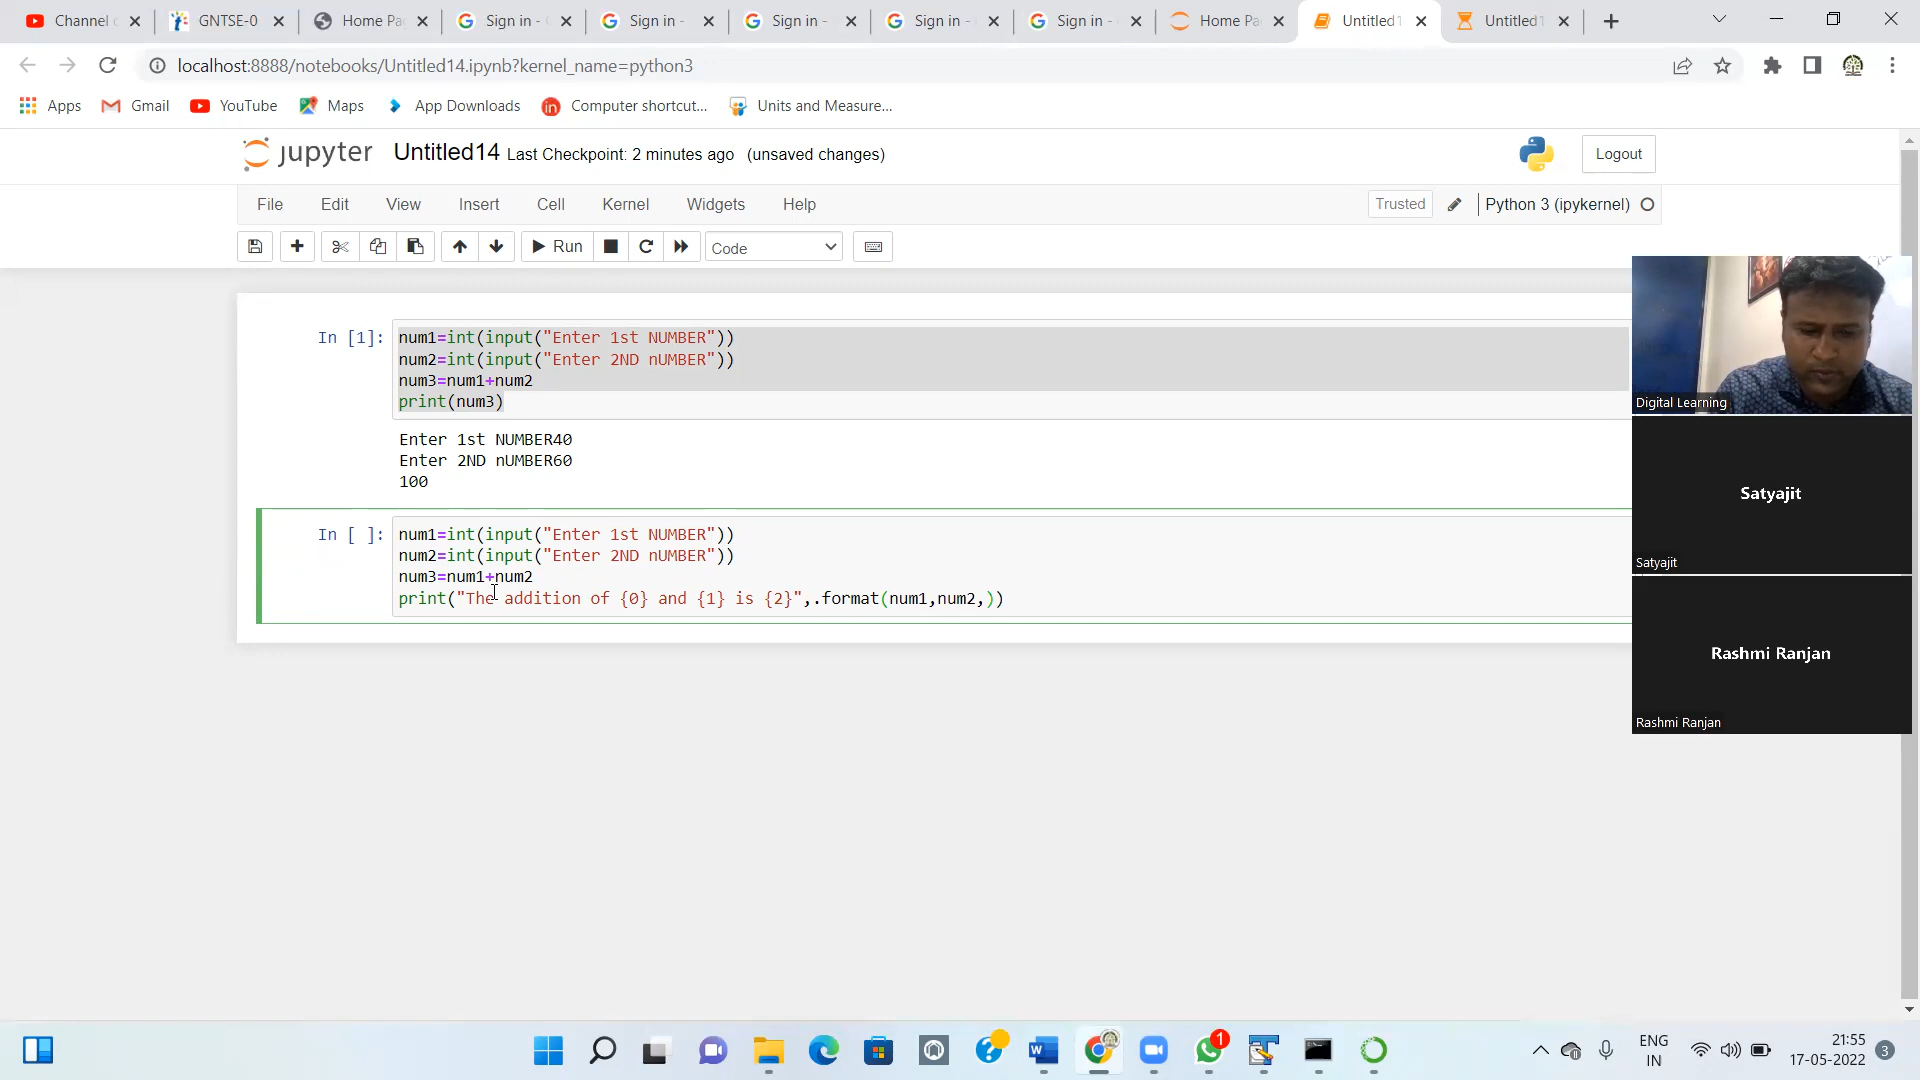 Channel
GNTSE-0
Home Pa
Sign in -
Sign in -
Sign in -
Sign in -
Sign in -
Home Pa
Untitled1
Untitled1
localhost:8888/notebooks/Untitled14.ipynb?kernel_name=python3
Apps
Gmail
YouTube
Maps
App Downloads
Computer shortcut...
Units and Measure...
jupyter Untitled14 Last Checkpoint: 2 minutes ago (unsaved changes)
Logout
File Edit View Insert Cell Kernel Widgets Help
Trusted
Python 3 (ipykernel)
Run
Code
In [1]: num1=int(input("Enter 1st NUMBER"))
num2=int(input("Enter 2ND nUMBER"))
num3=num1+num2
print(num3)
Enter 1st NUMBER40
Enter 2ND nUMBER60
100
In [ ]: num1=int(input("Enter 1st NUMBER"))
num2=int(input("Enter 2ND nUMBER"))
num3=num1+num2
print("The addition of {0} and {1} is {2}",.format(num1,num2,))
Digital Learning
Satyajit
Satyajit
Rashmi Ranjan
Rashmi Ranjan
1
ENG
IN
21:55
17-05-2022
3